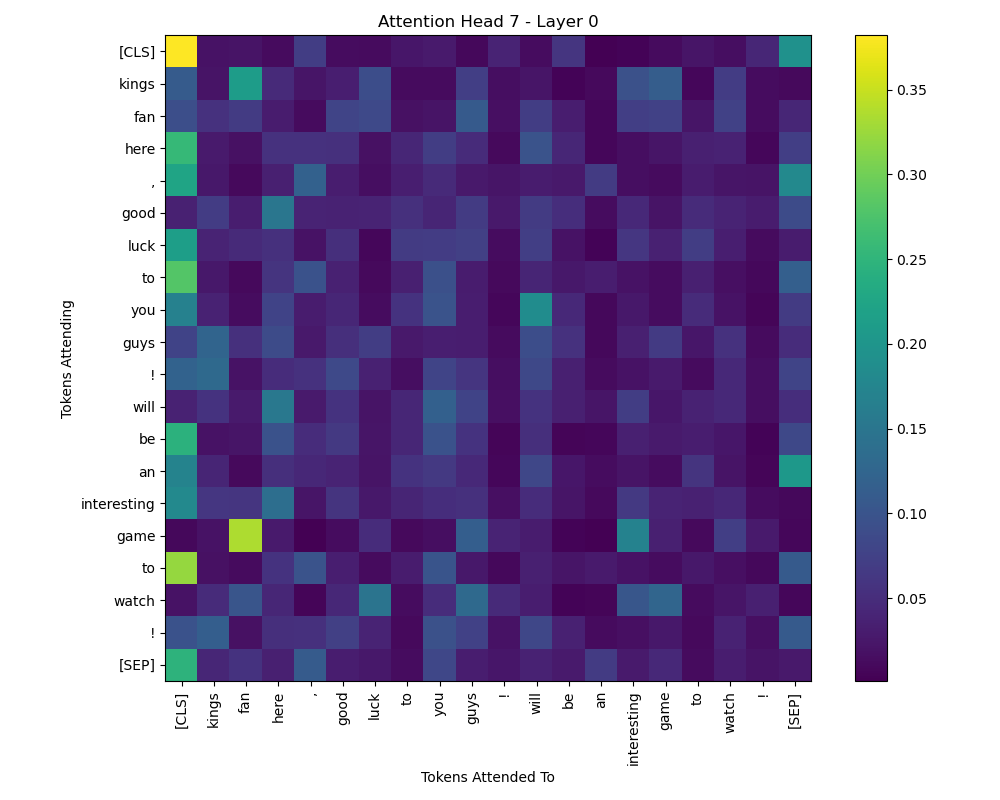 Attention Head 7 - Layer 0
[CLS]
kings
fan
here
,
good
luck
to
you
guys
!
will
be
an
interesting
game
to
watch
!
[SEP]
Tokens Attending
[CLS]
kings
fan
here
,
good
luck
to
you
guys
!
will
be
an
interesting
game
to
watch
!
[SEP]
Tokens Attended To
0.35
0.30
0.25
0.20
0.15
0.10
0.05